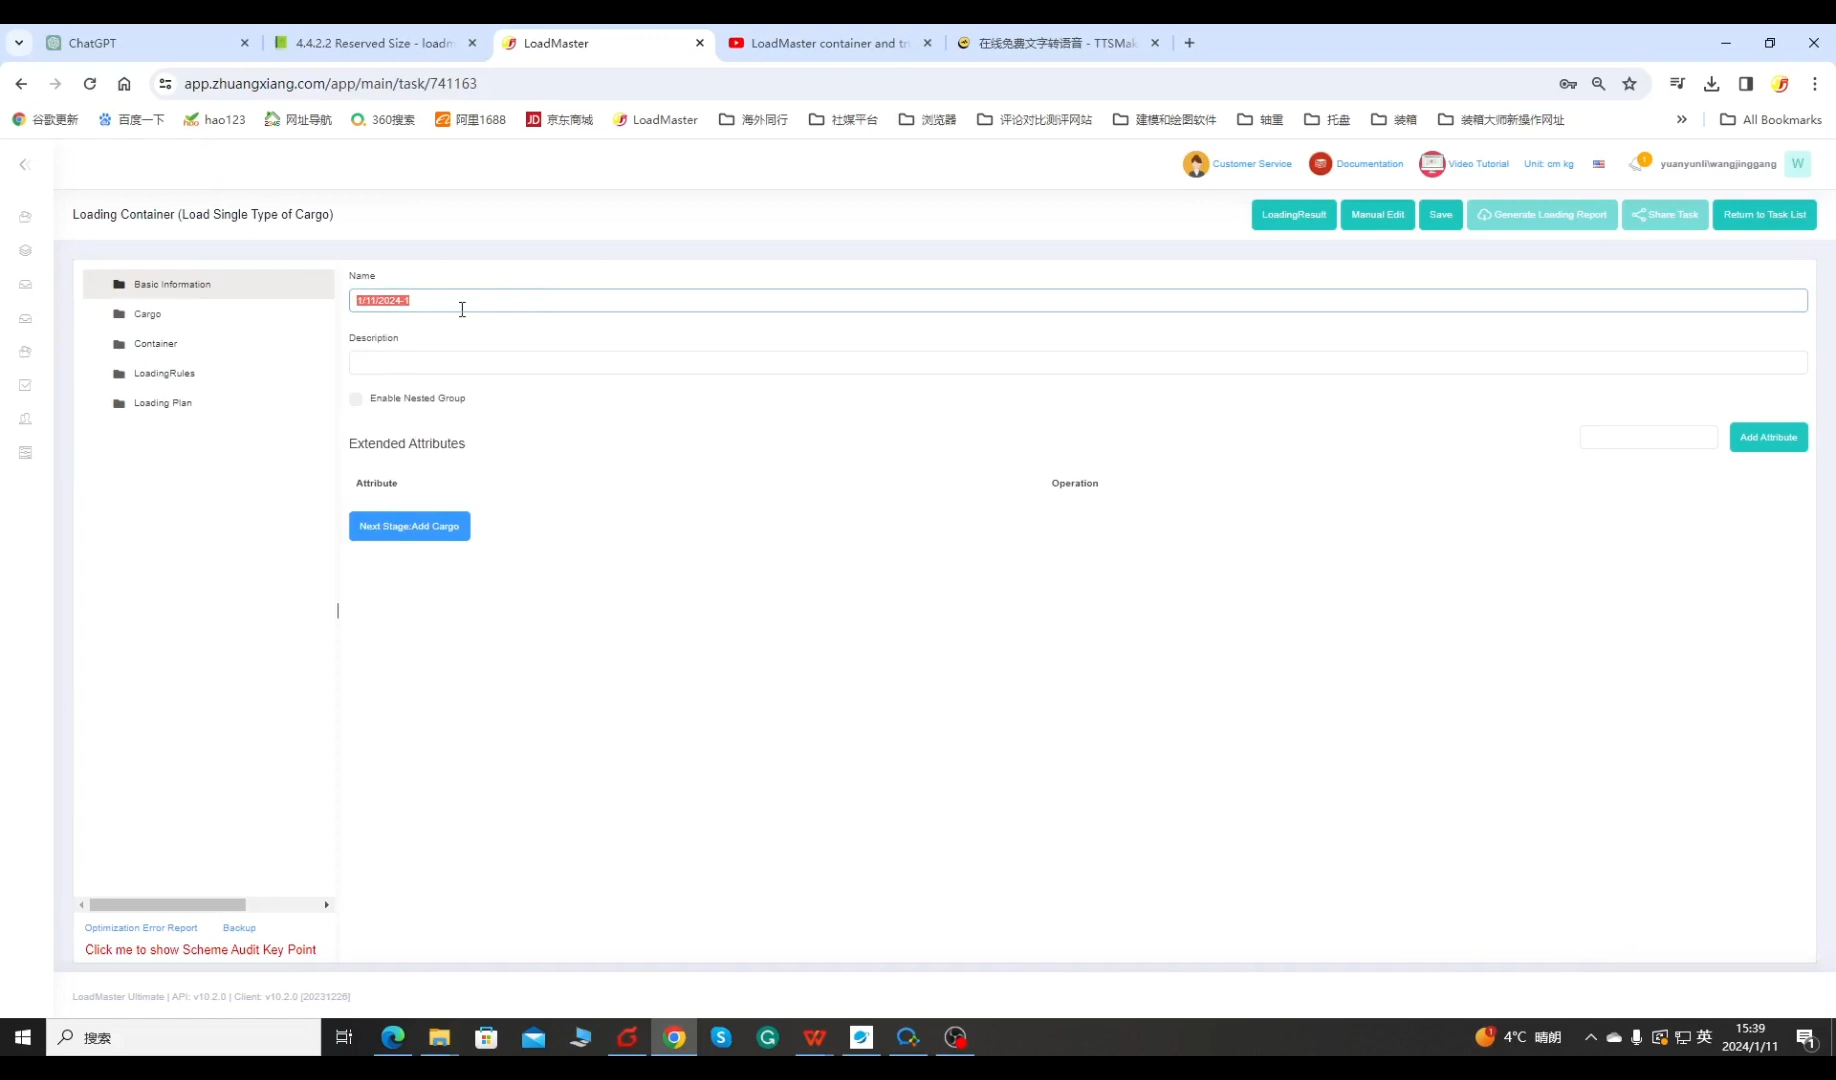 ChatGPT
4.4.2.2 Reserved Size - loadm
LoadMaster
LoadMaster container and tr
在线免费文字转语音 - TTSMak
app.zhuangxiang.com/app/main/task/741163
谷歌更新
百度一下
hao123
网址导航
360搜索
阿里1688
京东商城
LoadMaster
海外同行
社媒平台
浏览器
评论对比测评网站
建模和绘图软件
轴重
托盘
装箱
装箱大师新操作网址
All Bookmarks
Customer Service
Documentation
Video Tutorial
Unit: cm kg
1
yuanyunli\wangjinggang
W
Loading Container (Load Single Type of Cargo)
LoadingResult
Manual Edit
Save
Generate Loading Report
Share Task
Return to Task List
Basic Information
Cargo
Container
LoadingRules
Loading Plan
Name
1/11/2024-1
Description
Enable Nested Group
Extended Attributes
Add Attribute
Attribute
Operation
Next Stage:Add Cargo
Optimization Error Report
Backup
Click me to show Scheme Audit Key Point
LoadMaster Ultimate | API: v10.2.0 | Client: v10.2.0 [20231226]
搜索
4°C 晴朗
英
15:39
2024/1/11